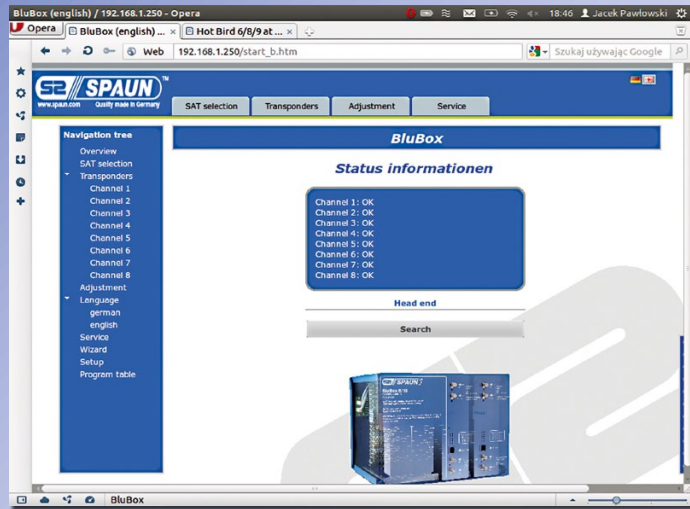 BluBox (english) / 192.168.1.250 - Opera
18:46 Jacek Pawłowski
Opera
BluBox (english) ... ×
Hot Bird 6/8/9 at ... ×
Web 192.168.1.250/start_b.htm
Szukaj używając Google
SPAUN™
www.spaun.com Quality made in Germany
SAT selection Transponders Adjustment Service
Navigation tree
Overview
SAT selection
Transponders
Channel 1
Channel 2
Channel 3
Channel 4
Channel 5
Channel 6
Channel 7
Channel 8
Adjustment
Language
german
english
Service
Wizard
Setup
Program table
BluBox
Status informationen
Channel 1: OK
Channel 2: OK
Channel 3: OK
Channel 4: OK
Channel 5: OK
Channel 6: OK
Channel 7: OK
Channel 8: OK
Head end
Search
SPAUN
BluBox